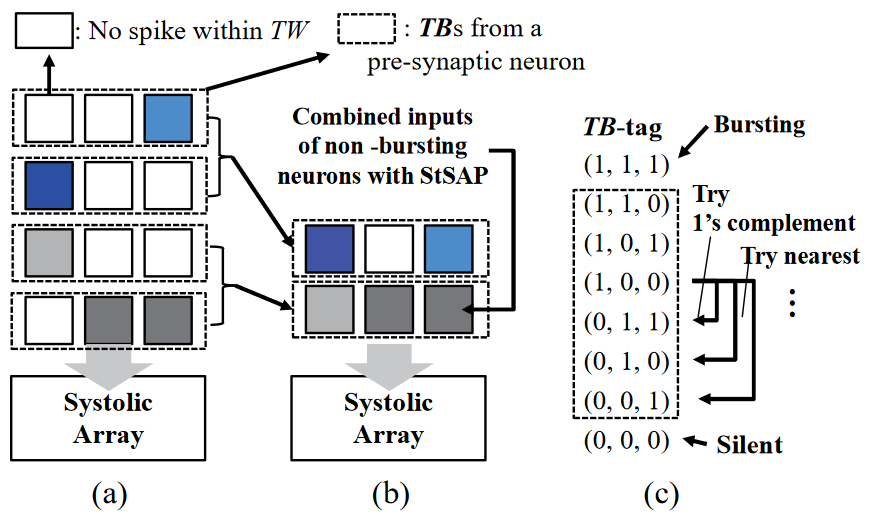 : No spike within TW
: TBs from a
pre-synaptic neuron
Combined inputs
of non -bursting
neurons with StSAP
Systolic
Array
Systolic
Array
TB-tag
Bursting
(1, 1, 1)
(1, 1, 0)
(1, 0, 1)
(1, 0, 0)
(0, 1, 1)
(0, 1, 0)
(0, 0, 1)
(0, 0, 0)
Try
1's complement
Try nearest
⋮
Silent
(a)
(b)
(c)